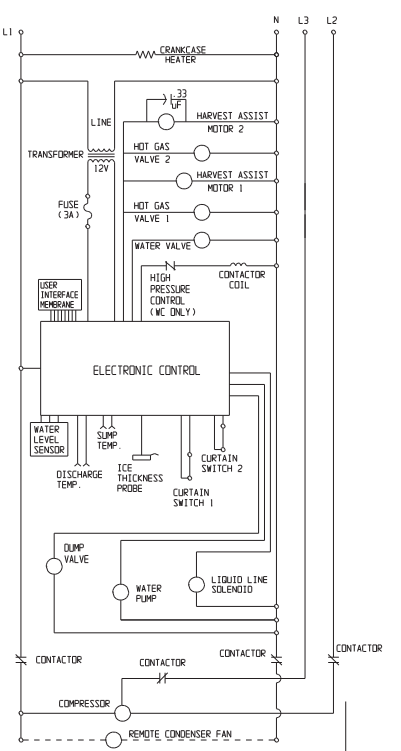 N L3 L2
L1
CRANKCASE
HEATER
.33
uF
LINE
HARVEST ASSIST
MOTOR 2
TRANSFORMER
HOT GAS
VALVE 2
12V
HARVEST ASSIST
MOTOR 1
FUSE
(3A)
HOT GAS
VALVE 1
WATER VALVE
HIGH
PRESSURE
CONTROL
(WC ONLY)
CONTACTOR
COIL
USER
INTERFACE
MEMBRANE
ELECTRONIC CONTROL
WATER
LEVEL
SENSOR
SUMP
TEMP.
DISCHARGE
TEMP.
ICE
THICKNESS
PROBE
CURTAIN
SWITCH 2
CURTAIN
SWITCH 1
DUMP
VALVE
WATER
PUMP
LIQUID LINE
SOLENOID
CONTACTOR
CONTACTOR
CONTACTOR
CONTACTOR
COMPRESSOR
REMOTE CONDENSER FAN